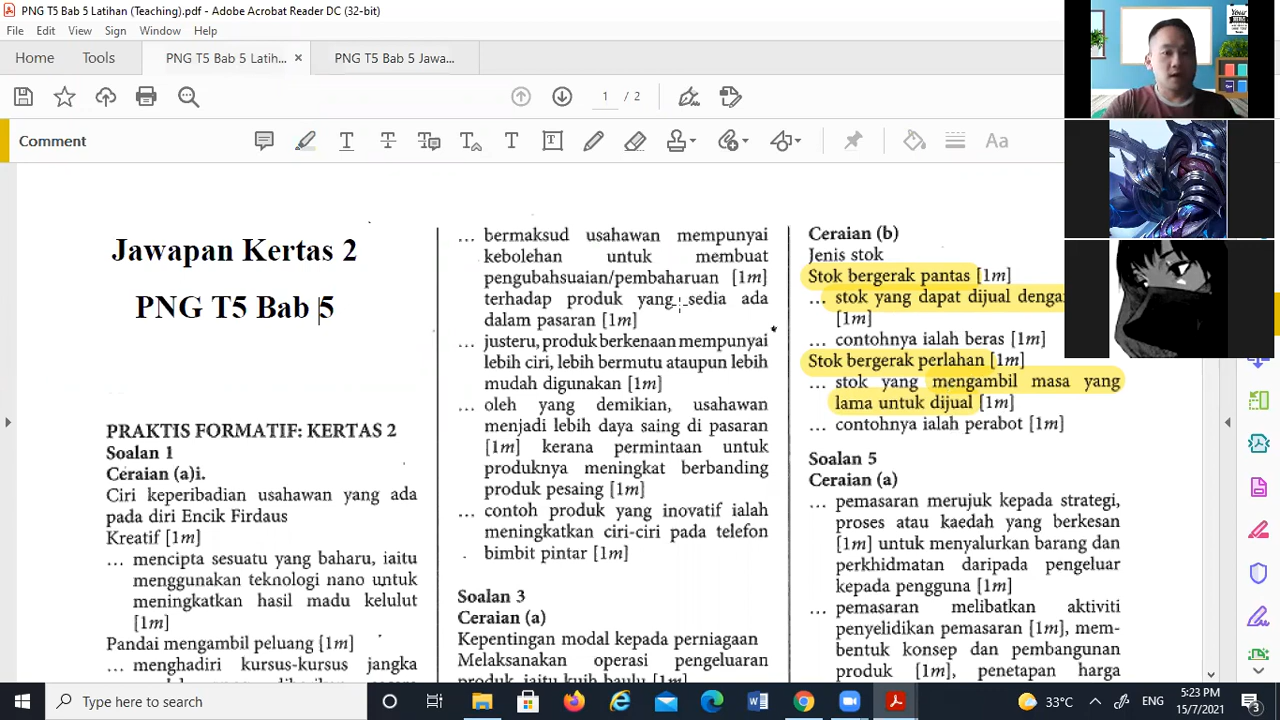 PNG T5 Bab 5 Latihan (Teaching).pdf - Adobe Acrobat Reader DC (32-bit)
File Edit View Sign Window Help
Home Tools PNG T5 Bab 5 Latih... × PNG T5 Bab 5 Jawa...
1 / 2
Comment
Jawapan Kertas 2
PNG T5 Bab 5
PRAKTIS FORMATIF: KERTAS 2
Soalan 1
Ceraian (a)i.
Ciri keperibadian usahawan yang ada
pada diri Encik Firdaus
Kreatif [1m]
... mencipta sesuatu yang baharu, iaitu
menggunakan teknologi nano untuk
meningkatkan hasil madu kelulut
[1m]
Pandai mengambil peluang [1m]
... menghadiri kursus-kursus jangka
... bermaksud usahawan mempunyai
kebolehan untuk membuat
pengubahsuaian/pembaharuan [1m]
terhadap produk yang sedia ada
dalam pasaran [1m]
... justeru, produk berkenaan mempunyai
lebih ciri, lebih bermutu ataupun lebih
mudah digunakan [1m]
... oleh yang demikian, usahawan
menjadi lebih daya saing di pasaran
[1m] kerana permintaan untuk
produknya meningkat berbanding
produk pesaing [1m]
... contoh produk yang inovatif ialah
meningkatkan ciri-ciri pada telefon
bimbit pintar [1m]
Soalan 3
Ceraian (a)
Kepentingan modal kepada perniagaan
Melaksanakan operasi pengeluaran
produk, iaitu kuih baulu [1m]
Ceraian (b)
Jenis stok
Stok bergerak pantas [1m]
... stok yang dapat dijual
[1m]
... contohnya ialah beras [1m]
Stok bergerak perlahan [1m]
... stok yang mengambil masa yang
lama untuk dijual [1m]
... contohnya ialah perabot [1m]
Soalan 5
Ceraian (a)
... pemasaran merujuk kepada strategi,
proses atau kaedah yang berkesan
[1m] untuk menyalurkan barang dan
perkhidmatan daripada pengeluar
kepada pengguna [1m]
... pemasaran melibatkan aktiviti
penyelidikan pemasaran [1m], mem-
bentuk konsep dan pembangunan
produk [1m], penetapan harga
Type here to search
33°C ENG
5:23 PM
15/7/2021
3